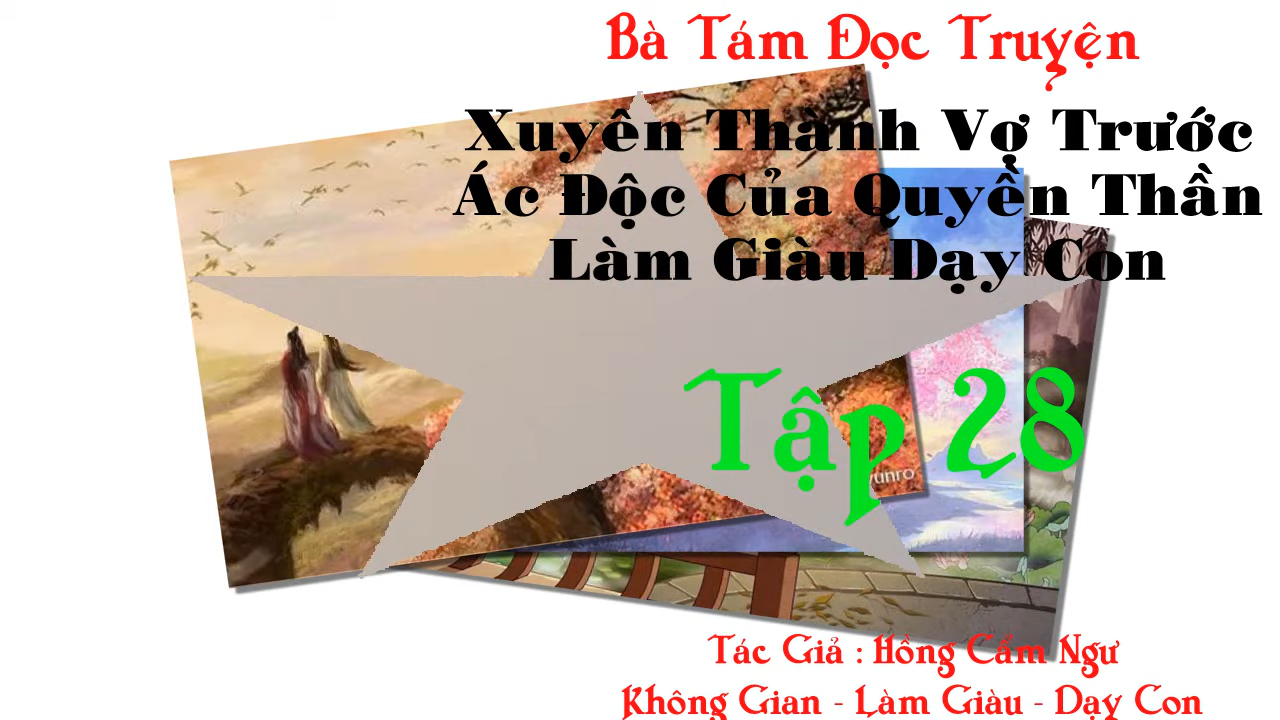 Bà Tám Đọc Truyện
Xuyên Thành Vợ Trước
Ác Độc Của Quyền Thần
Làm Giàu Dạy Con
Tập 28
Tác Giả : Hồng Cẩm Ngư
Không Gian - Làm Giàu - Dạy Con